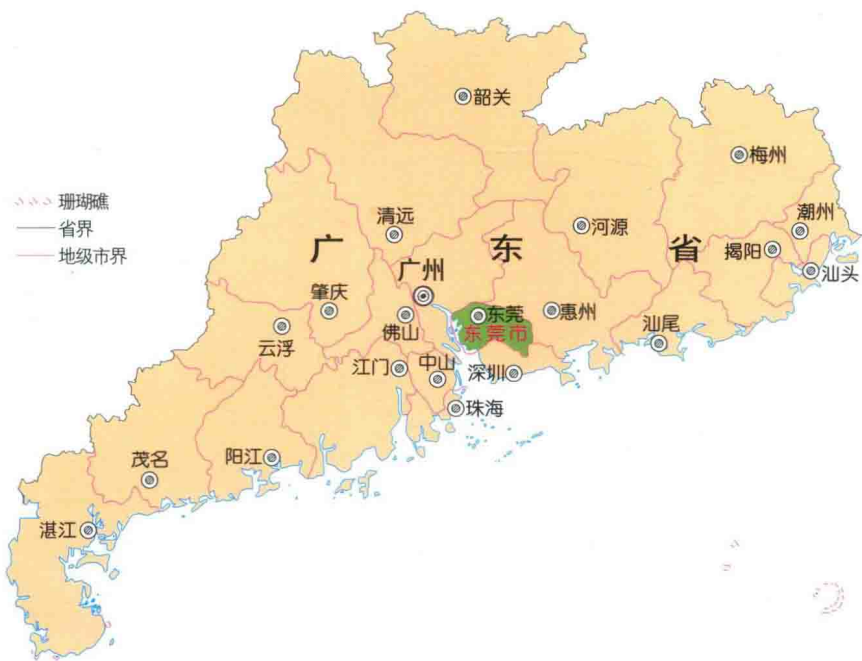 韶关
梅州
珊瑚礁
省界
地级市界
清远
河源
潮州
广东省
揭阳
广州
汕头
肇庆
佛山
东莞
惠州
云浮
东莞市
汕尾
江门
中山
深圳
珠海
茂名
阳江
湛江